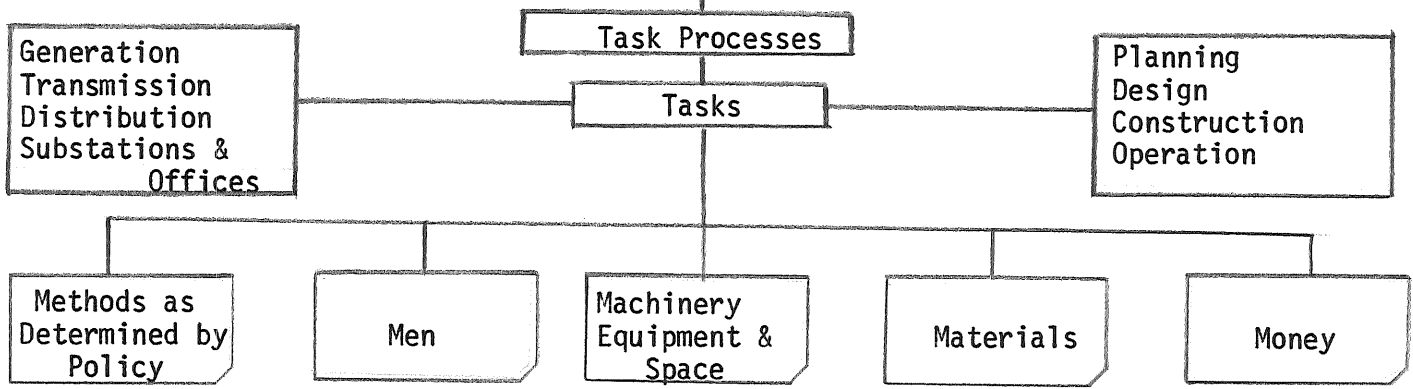 Task Processes
Generation
Transmission
Distribution
Substations &
Offices
Tasks
Planning
Design
Construction
Operation
Methods as
Determined by
Policy
Men
Machinery
Equipment &
Space
Materials
Money